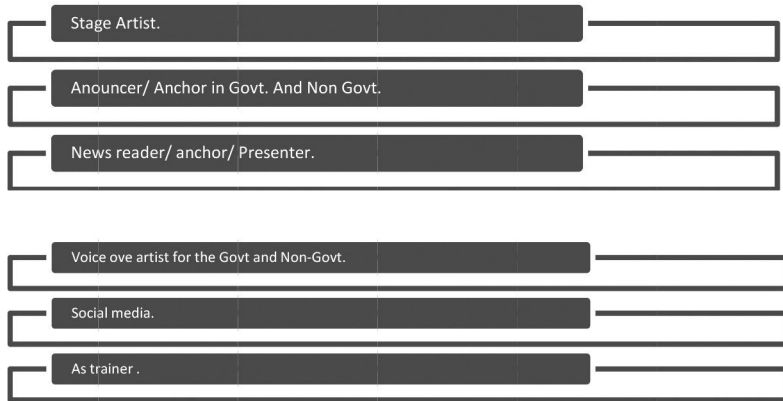 Stage Artist.
Anouncer/ Anchor in Govt. And Non Govt.
News reader/ anchor/ Presenter.
Voice ove artist for the Govt and Non-Govt.
Social media.
As trainer .